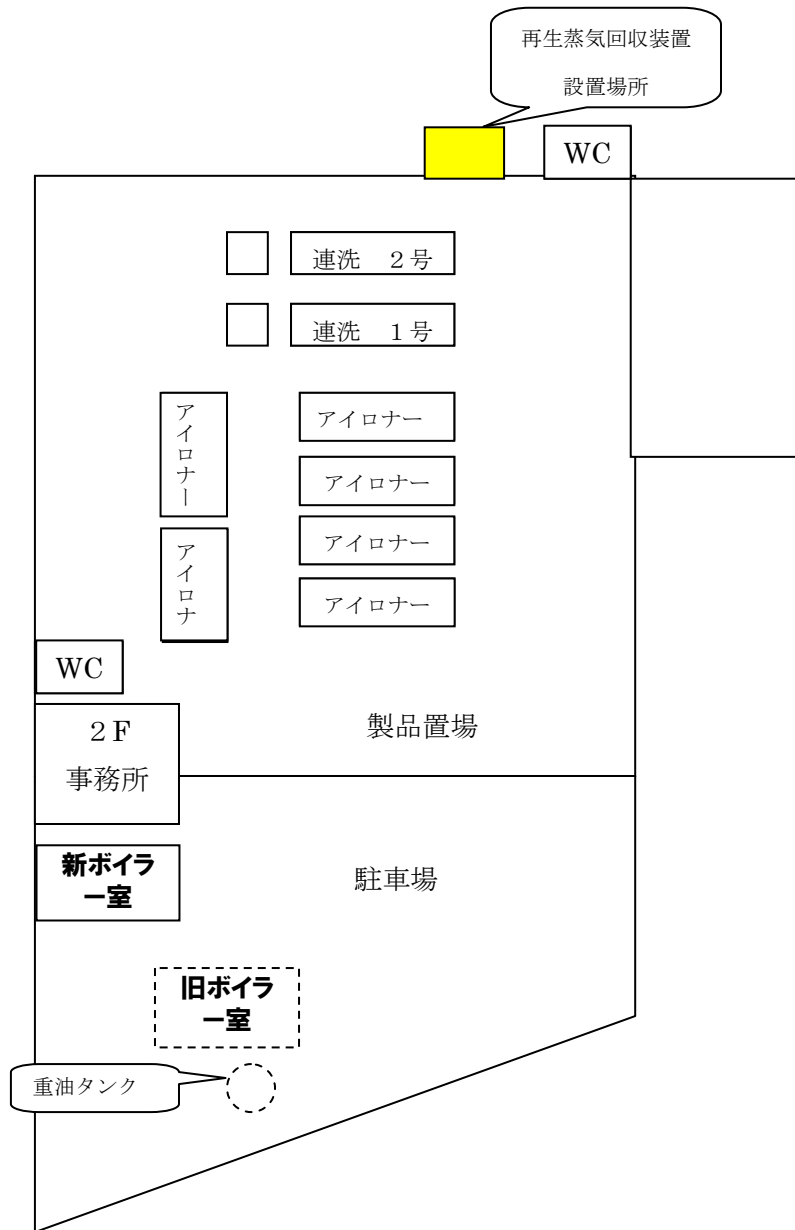 再生蒸気回収装置
設置場所
WC
連洗　２号
連洗　１号
アイロナー
アイロナー
アイロナー
アイロナ
アイロナー
アイロナー
WC
２F
事務所
製品置場
新ボイラ
ー室
駐車場
旧ボイラ
ー室
重油タンク